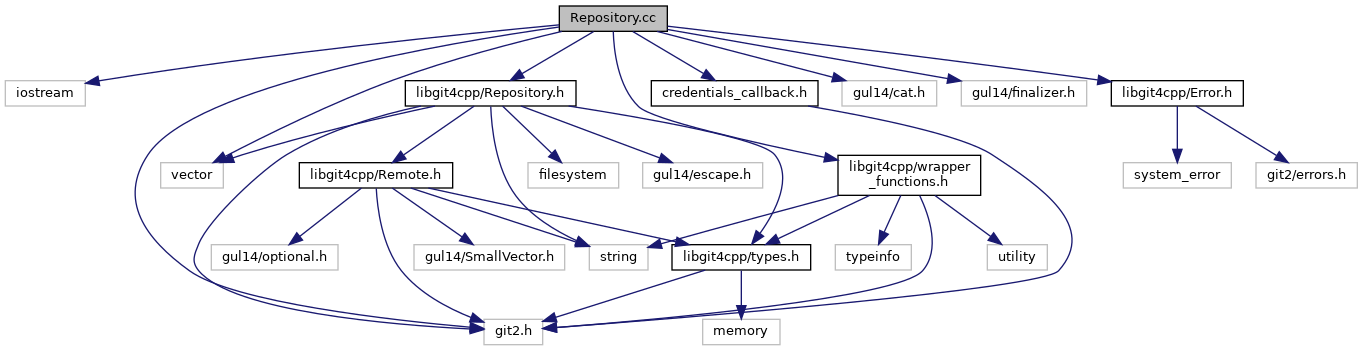 Repository.cc
iostream
libgit4cpp/Repository.h
credentials_callback.h
gul14/cat.h
gul14/finalizer.h
libgit4cpp/Error.h
vector
libgit4cpp/Remote.h
filesystem
gul14/escape.h
libgit4cpp/wrapper
_functions.h
system_error
git2/errors.h
gul14/optional.h
gul14/SmallVector.h
string
libgit4cpp/types.h
typeinfo
utility
git2.h
memory